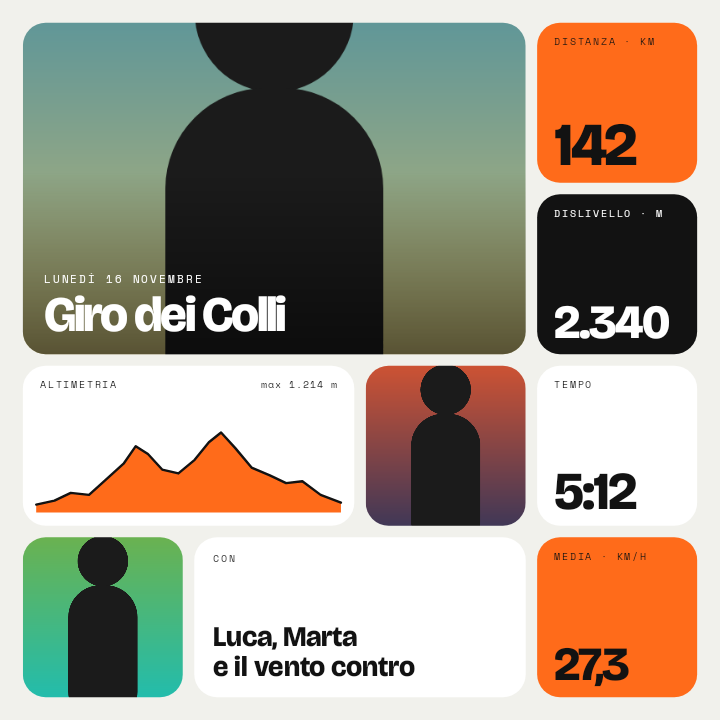 LUNEDÌ 16 NOVEMBRE
Giro dei Colli
DISTANZA · KM
142
DISLIVELLO · M
2.340
ALTIMETRIA
max 1.214 m
TEMPO
5:12
CON
Luca, Marta
e il vento contro
MEDIA · KM/H
27,3